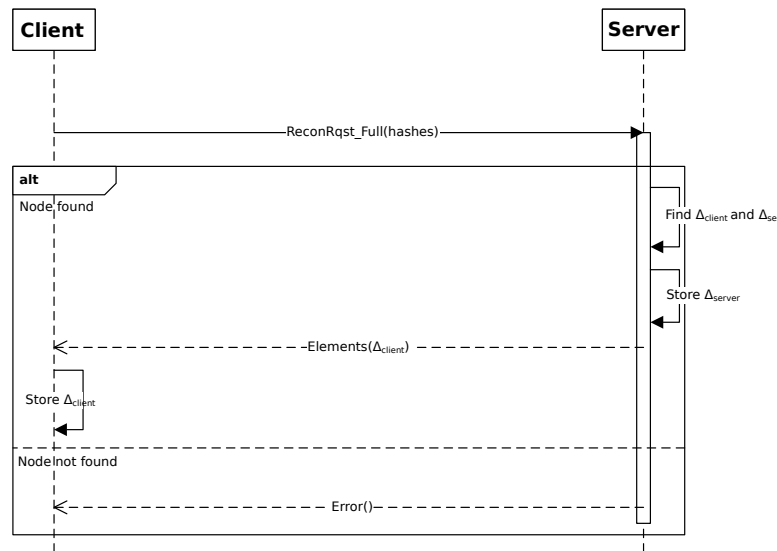 Client
Server
ReconRqst_Full(hashes)
alt
Node found
Find Δclient and Δse
Store Δserver
Elements(Δclient)
Store Δclient
Node not found
Error()